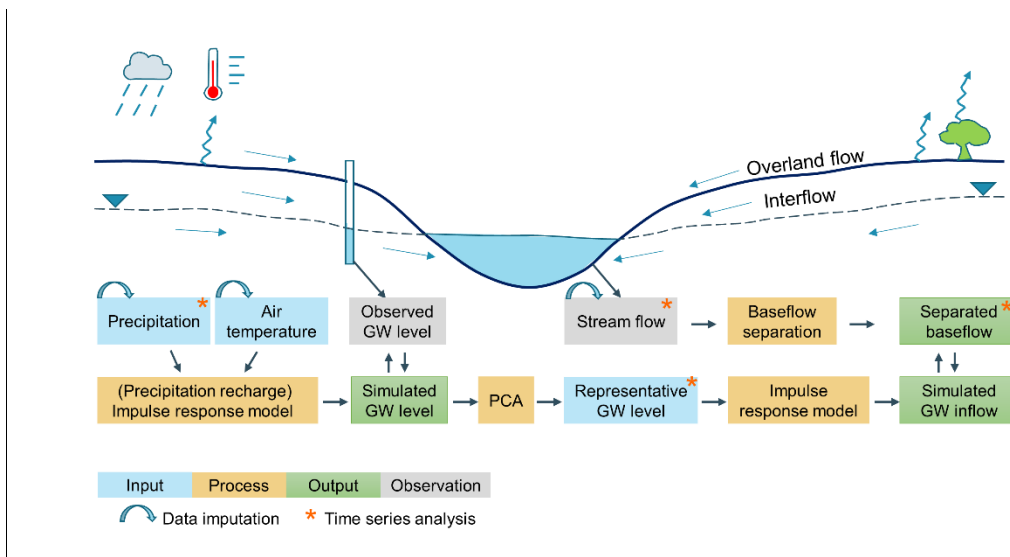 Overland flow
Interflow
Precipitation *
Air
temperature
Observed
GW level
Stream flow *
Baseflow
separation
Separated *
baseflow
(Precipitation recharge)
Impulse response model
Simulated
GW level
PCA
Representative *
GW level
Impulse
response model
Simulated
GW inflow
Input
Process
Output
Observation
Data imputation
* Time series analysis